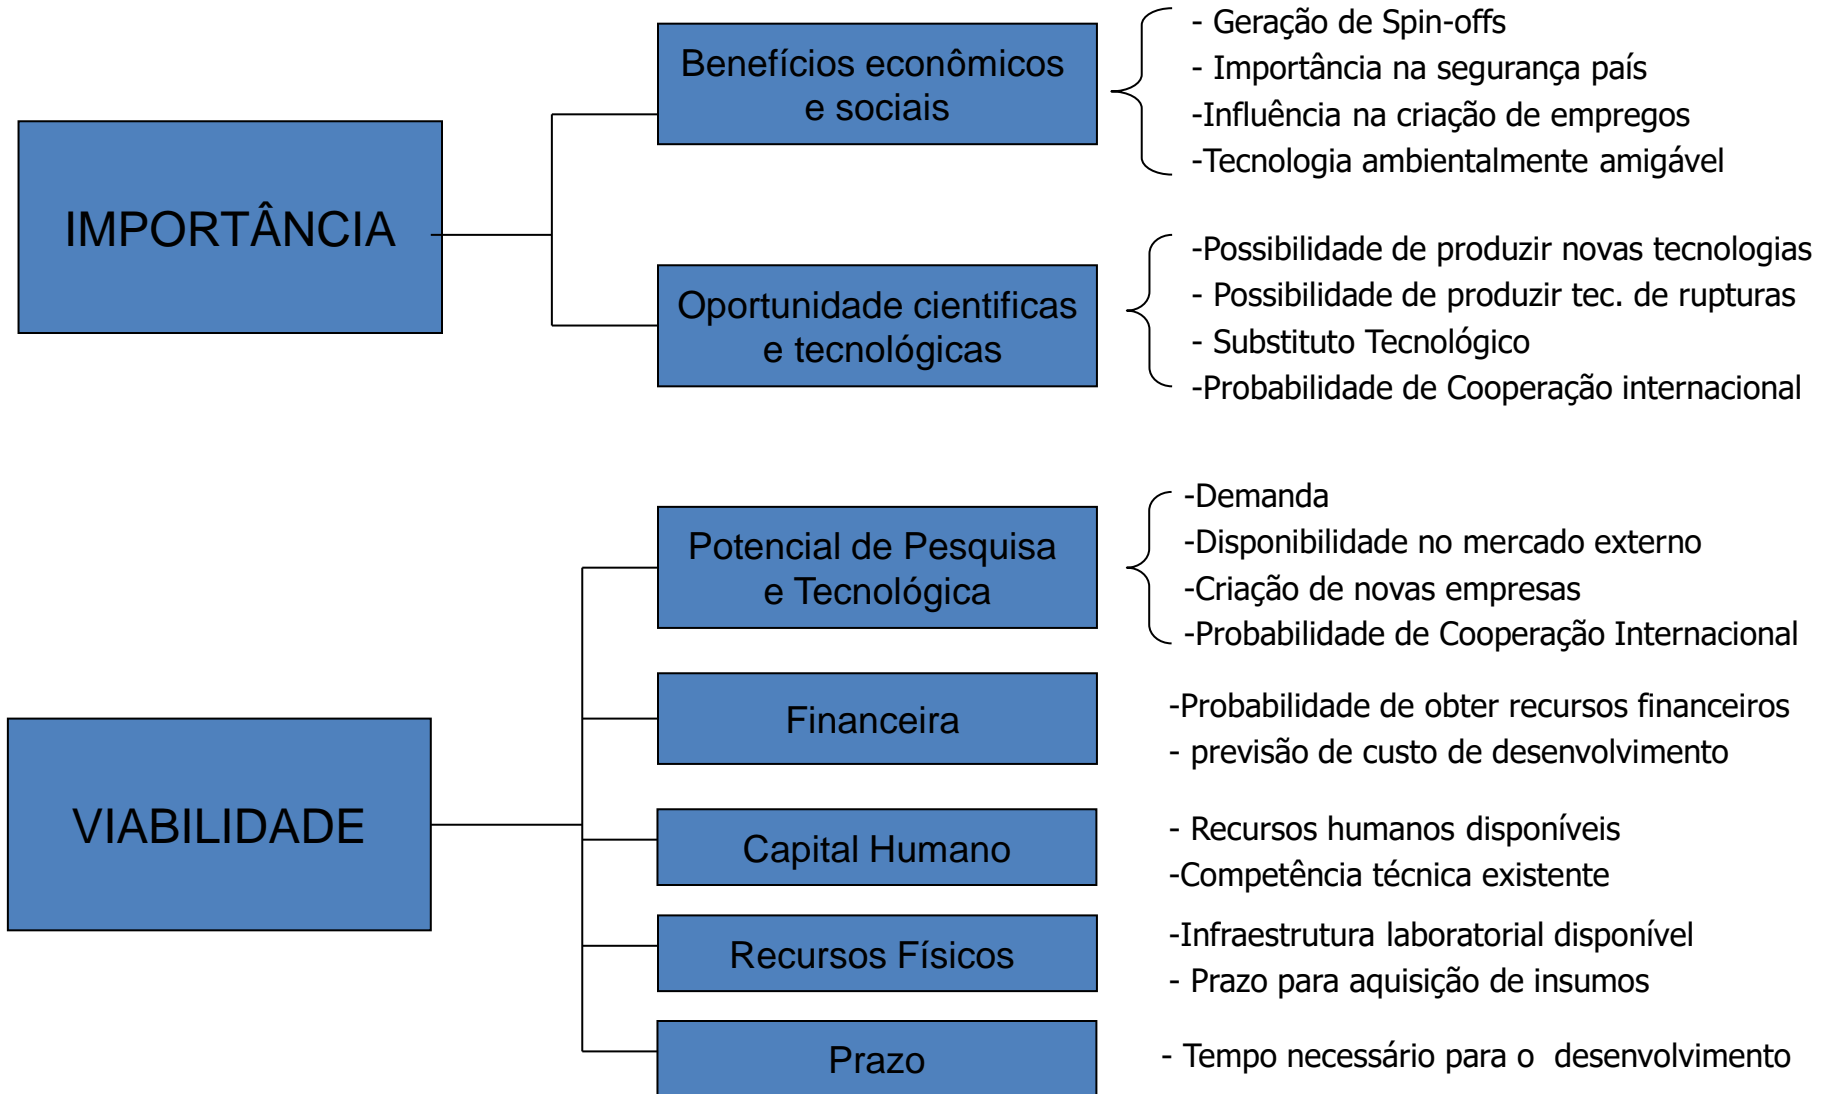 IMPORTÂNCIA
Benefícios econômicos
e sociais
- Geração de Spin-offs
- Importância na segurança país
-Influência na criação de empregos
-Tecnologia ambientalmente amigável
Oportunidade cientificas
e tecnológicas
-Possibilidade de produzir novas tecnologias
- Possibilidade de produzir tec. de rupturas
- Substituto Tecnológico
-Probabilidade de Cooperação internacional
VIABILIDADE
Potencial de Pesquisa
e Tecnológica
-Demanda
-Disponibilidade no mercado externo
-Criação de novas empresas
-Probabilidade de Cooperação Internacional
Financeira
-Probabilidade de obter recursos financeiros
- previsão de custo de desenvolvimento
Capital Humano
- Recursos humanos disponíveis
-Competência técnica existente
Recursos Físicos
-Infraestrutura laboratorial disponível
- Prazo para aquisição de insumos
Prazo
- Tempo necessário para o desenvolvimento